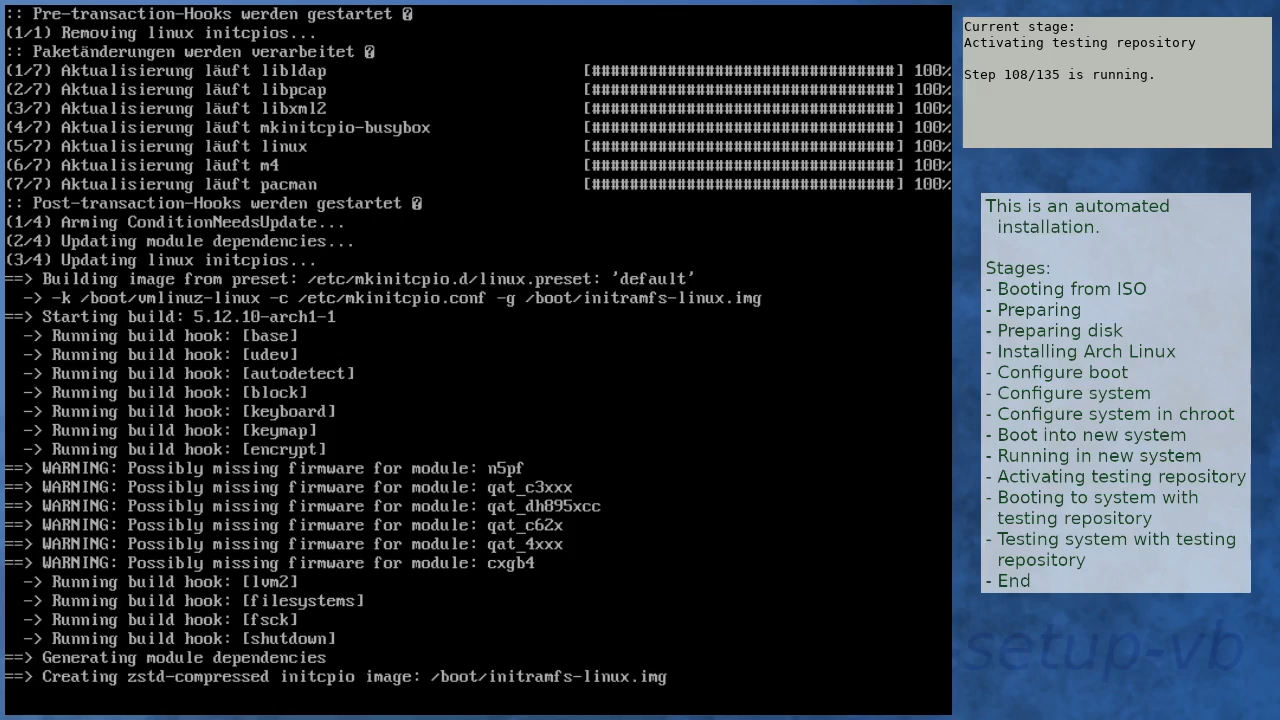 :: Pre-transaction-Hooks werden gestartet �
(1/1) Removing linux initcpios...
:: Paketänderungen werden verarbeitet �
(1/7) Aktualisierung läuft libldap [################################] 100%
(2/7) Aktualisierung läuft libpcap [################################] 100%
(3/7) Aktualisierung läuft libxml2 [################################] 100%
(4/7) Aktualisierung läuft mkinitcpio-busybox [################################] 100%
(5/7) Aktualisierung läuft linux [################################] 100%
(6/7) Aktualisierung läuft m4 [################################] 100%
(7/7) Aktualisierung läuft pacman [################################] 100%
:: Post-transaction-Hooks werden gestartet �
(1/4) Arming ConditionNeedsUpdate...
(2/4) Updating module dependencies...
(3/4) Updating linux initcpios...
==> Building image from preset: /etc/mkinitcpio.d/linux.preset: 'default'
-> -k /boot/vmlinuz-linux -c /etc/mkinitcpio.conf -g /boot/initramfs-linux.img
==> Starting build: 5.12.10-arch1-1
-> Running build hook: [base]
-> Running build hook: [udev]
-> Running build hook: [autodetect]
-> Running build hook: [block]
-> Running build hook: [keyboard]
-> Running build hook: [keymap]
-> Running build hook: [encrypt]
==> WARNING: Possibly missing firmware for module: n5pf
==> WARNING: Possibly missing firmware for module: qat_c3xxx
==> WARNING: Possibly missing firmware for module: qat_dh895xcc
==> WARNING: Possibly missing firmware for module: qat_c62x
==> WARNING: Possibly missing firmware for module: qat_4xxx
==> WARNING: Possibly missing firmware for module: cxgb4
-> Running build hook: [lvm2]
-> Running build hook: [filesystems]
-> Running build hook: [fsck]
-> Running build hook: [shutdown]
==> Generating module dependencies
==> Creating zstd-compressed initcpio image: /boot/initramfs-linux.img
Current stage:
Activating testing repository
Step 108/135 is running.
This is an automated
installation.
Stages:
- Booting from ISO
- Preparing
- Preparing disk
- Installing Arch Linux
- Configure boot
- Configure system
- Configure system in chroot
- Boot into new system
- Running in new system
- Activating testing repository
- Booting to system with
testing repository
- Testing system with testing
repository
- End
setup-vb